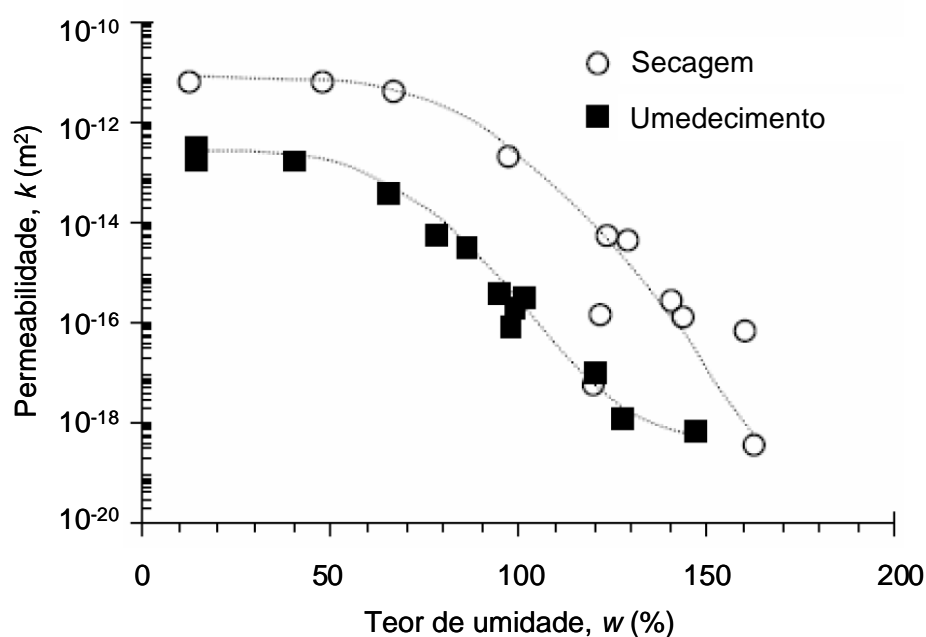 10-10
10-12
10-14
10-16
10-18
10-20
Permeabilidade, k (m²)
Secagem
Umedecimento
0 50 100 150 200
Teor de umidade, w (%)